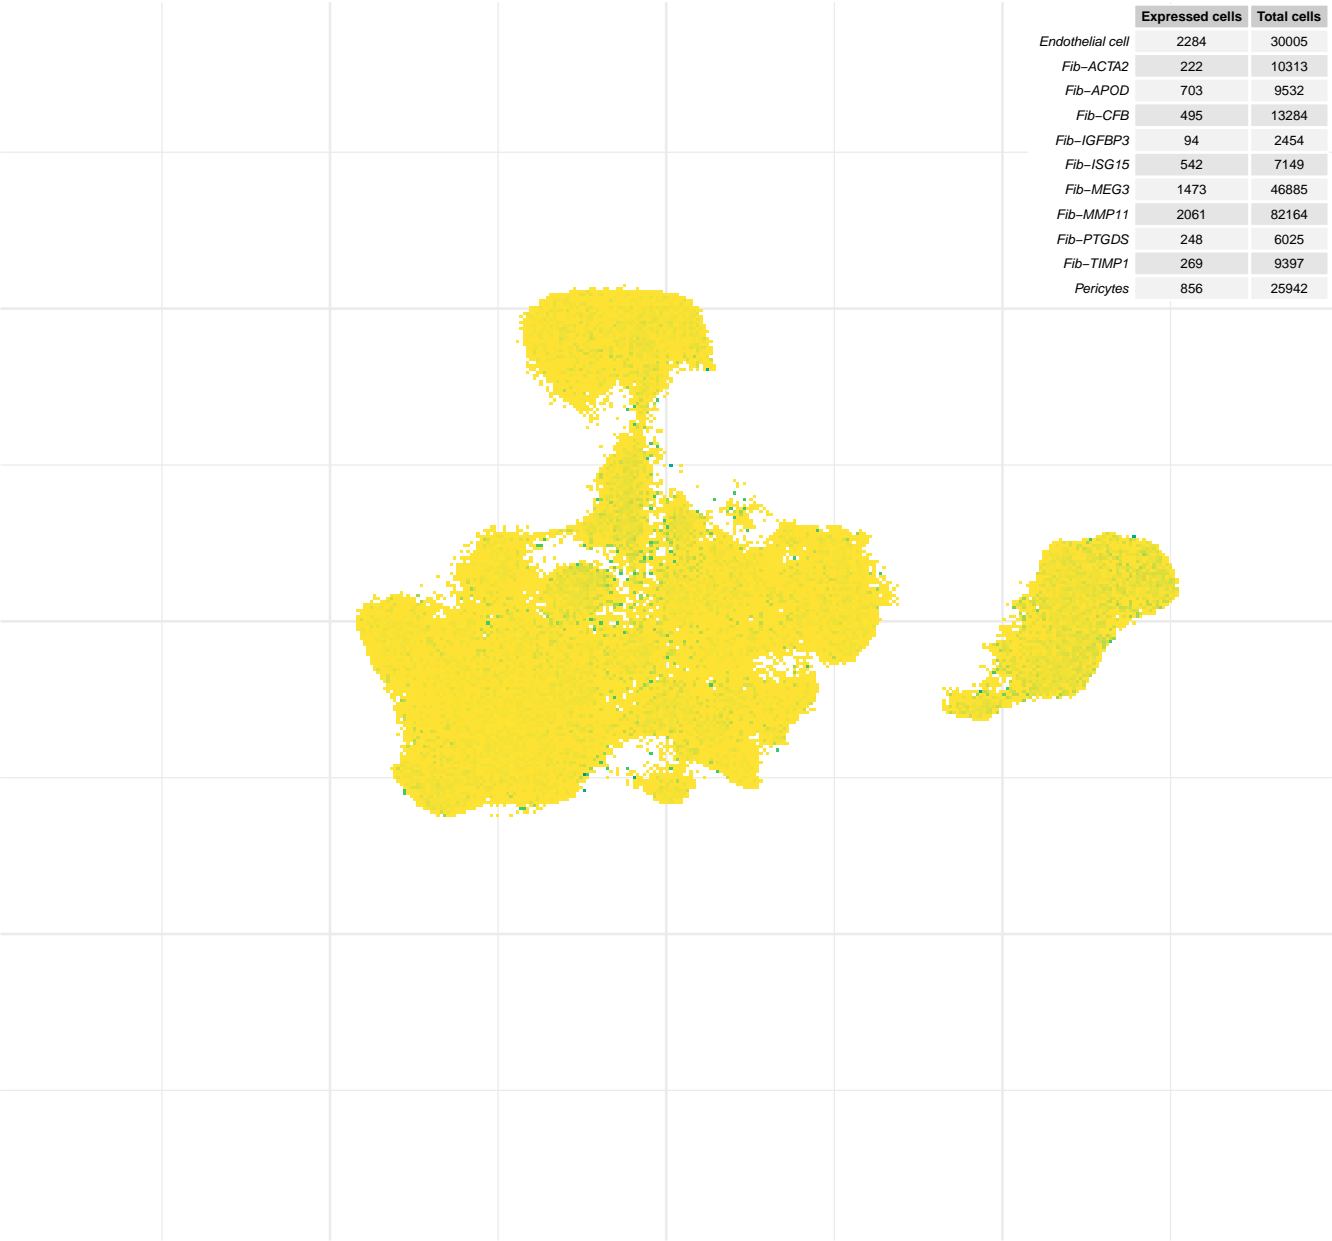 Expressed cells Total cells
Endothelial cell 2284 30005
Fib−ACTA2 222 10313
Fib−APOD 703 9532
Fib−CFB 495 13284
Fib−IGFBP3 94 2454
Fib−ISG15 542 7149
Fib−MEG3 1473 46885
Fib−MMP11 2061 82164
Fib−PTGDS 248 6025
Fib−TIMP1 269 9397
Pericytes 856 25942